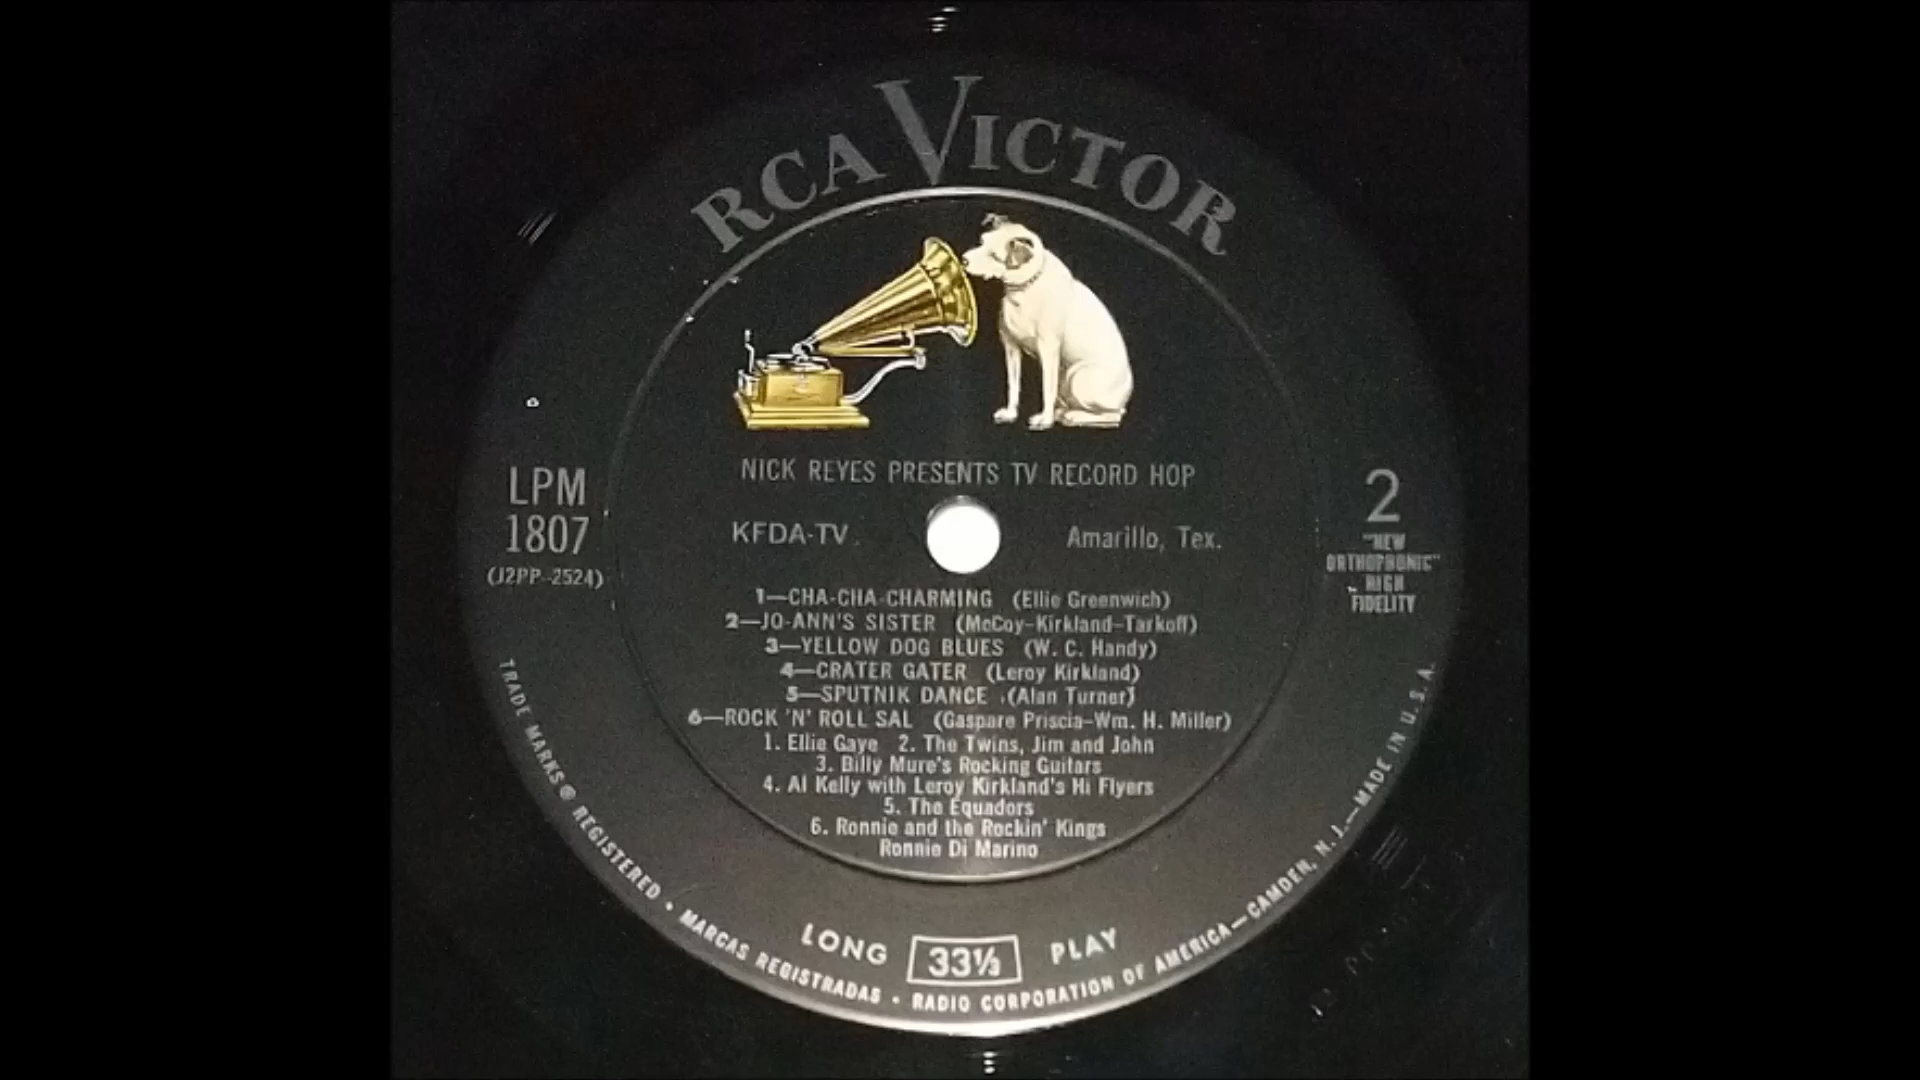 RCA VICTOR
NICK REYES PRESENTS TV RECORD HOP
LPM
1807
(J2PP-2524)
KFDA-TV.
Amarillo, Tex.
2
"NEW
ORTHOPHONIC"
HIGH
FIDELITY
1—CHA-CHA-CHARMING (Ellie Greenwich)
2—JO-ANN'S SISTER (McCoy-Kirkland-Tarkoff)
3—YELLOW DOG BLUES (W. C. Handy)
4—CRATER GATER (Leroy Kirkland)
5—SPUTNIK DANCE (Alan Turner)
6—ROCK 'N' ROLL SAL (Gaspare Priscia-Wm. H. Miller)
1. Ellie Gaye 2. The Twins, Jim and John
3. Billy Mure's Rocking Guitars
4. Al Kelly with Leroy Kirkland's Hi Flyers
5. The Equadors
6. Ronnie and the Rockin' Kings
Ronnie Di Marino
LONG 33⅓ PLAY
TRADE MARKS ® REGISTERED • MARCAS REGISTRADAS • RADIO CORPORATION OF AMERICA—CAMDEN, N. J.—MADE IN U. S. A.